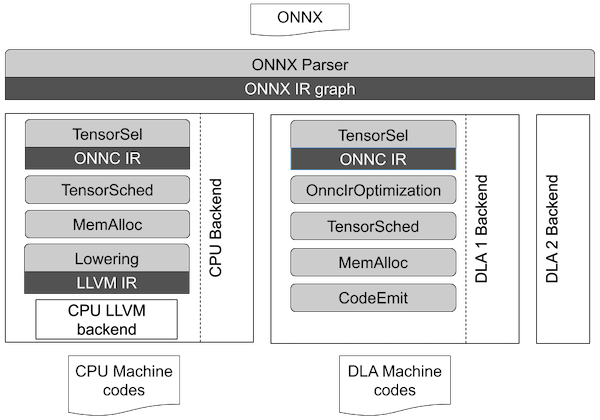 ONNX
ONNX Parser
ONNX IR graph
TensorSel
ONNC IR
TensorSched
MemAlloc
Lowering
LLVM IR
CPU LLVM
backend
CPU Backend
TensorSel
ONNC IR
OnncIrOptimization
TensorSched
MemAlloc
CodeEmit
DLA 1 Backend
DLA 2 Backend
CPU Machine
codes
DLA Machine
codes